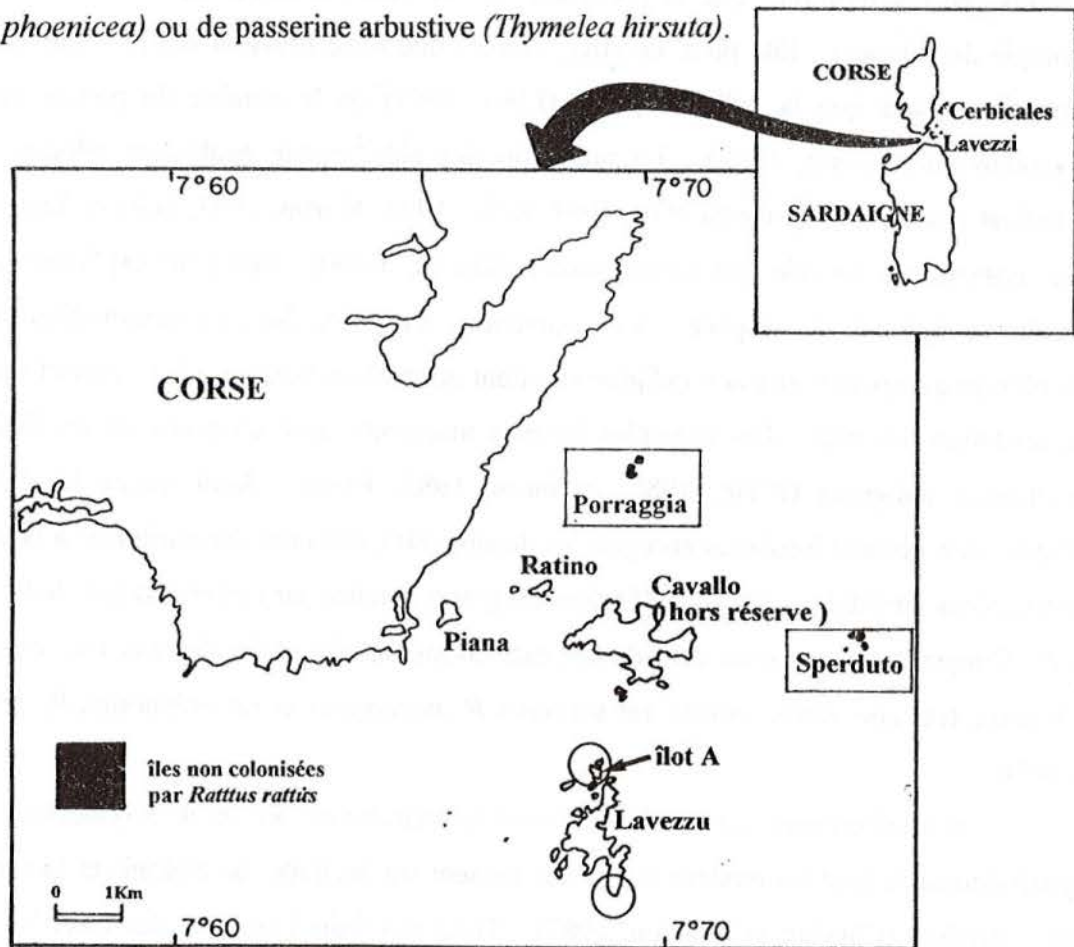 phoenicea) ou de passerine arbustive (Thymelea hirsuta).
CORSE
Cerbicales
Lavezzi
SARDAIGNE
7°60
7°70
CORSE
Porraggia
Ratino
Cavallo
(hors réserve)
Piana
Sperduto
îles non colonisées
par Ratttus rattus
îlot A
Lavezzu
0 1Km
7°60
7°70